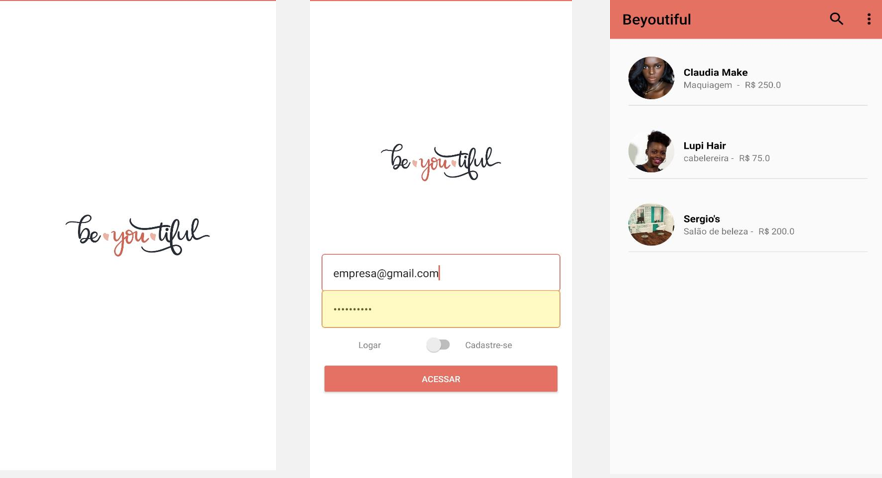 be you tiful
be you tiful
empresa@gmail.com
••••••••••
Logar
Cadastre-se
ACESSAR
Beyoutiful
Claudia Make
Maquiagem - R$ 250.0
Lupi Hair
cabelereira - R$ 75.0
Sergio's
Salão de beleza - R$ 200.0